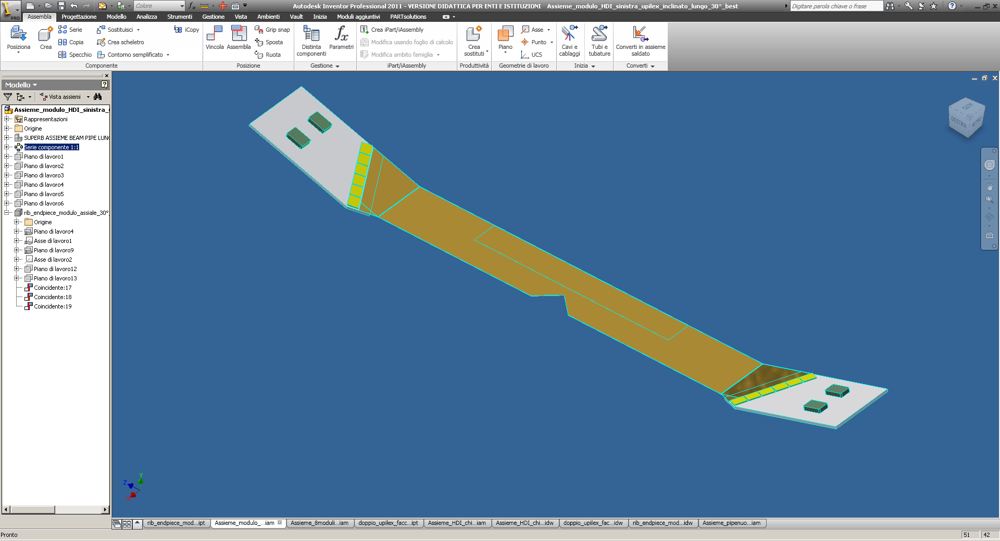 Colore
Autodesk Inventor Professional 2011 - VERSIONE DIDATTICA PER ENTI E ISTITUZIONI    Assieme_modulo_HDI_sinistra_upilex_inclinato_lungo_30°_best
Digitare parola chiave o frase
PRO
Assembla Progettazione Modello Analizza Strumenti Gestione Vista Ambienti Vault Inizia Moduli aggiuntivi PARTsolutions
Posiziona
Crea
Serie
Copia
Specchio
Sostituisci
Crea scheletro
Contorno semplificato
iCopy
Componente
Vincola
Assembla
Grip snap
Sposta
Ruota
Posizione
Distinta
componenti
Parametri
Gestione
Crea iPart/iAssembly
Modifica usando foglio di calcolo
Modifica ambito famiglia
iPart/iAssembly
Crea
sostituti
Produttività
Piano
Asse
Punto
UCS
Geometrie di lavoro
Cavi e
cablaggi
Tubi e
tubature
Inizia
Converti in assieme
saldato
Converti
Modello
Vista assiemi
Assieme_modulo_HDI_sinistra_
Rappresentazioni
Origine
SUPERB ASSIEME BEAM PIPE LUNG
Serie componente 1:1
Piano di lavoro1
Piano di lavoro2
Piano di lavoro3
Piano di lavoro4
Piano di lavoro5
Piano di lavoro6
rib_endpiece_modulo_assiale_30°
Origine
Piano di lavoro4
Asse di lavoro1
Piano di lavoro9
Asse di lavoro2
Piano di lavoro12
Piano di lavoro13
Coincidente:17
Coincidente:18
Coincidente:19
ALTO
DESTRA
RETRO
Y
Z
X
rib_endpiece_mod...ipt
Assieme_modulo_...iam
Assieme_8moduli...iam
doppio_upilex_facc...ipt
Assieme_HDI_chi...iam
Assieme_HDI_chi...idw
doppio_upilex_fac...idw
rib_endpiece_mod...idw
Assieme_pipenuo...iam
Pronto
51
42